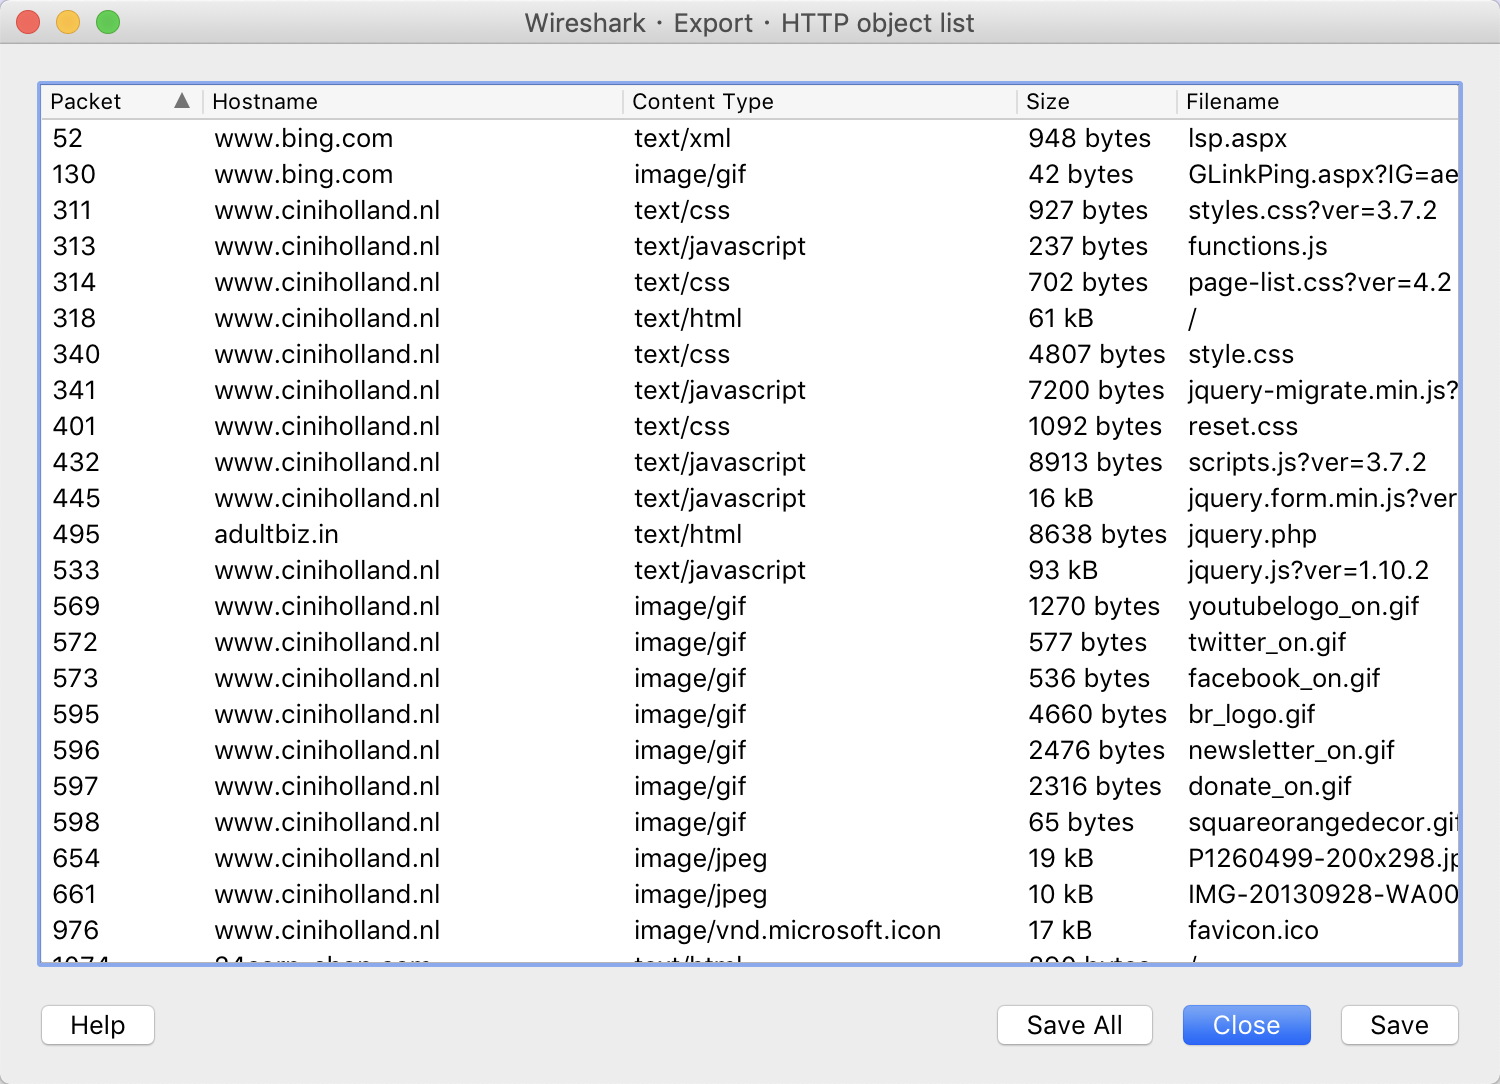 Wireshark · Export · HTTP object list
Packet Hostname Content Type Size Filename
52 www.bing.com text/xml 948 bytes lsp.aspx
130 www.bing.com image/gif 42 bytes GLinkPing.aspx?IG=ae
311 www.ciniholland.nl text/css 927 bytes styles.css?ver=3.7.2
313 www.ciniholland.nl text/javascript 237 bytes functions.js
314 www.ciniholland.nl text/css 702 bytes page-list.css?ver=4.2
318 www.ciniholland.nl text/html 61 kB /
340 www.ciniholland.nl text/css 4807 bytes style.css
341 www.ciniholland.nl text/javascript 7200 bytes jquery-migrate.min.js?
401 www.ciniholland.nl text/css 1092 bytes reset.css
432 www.ciniholland.nl text/javascript 8913 bytes scripts.js?ver=3.7.2
445 www.ciniholland.nl text/javascript 16 kB jquery.form.min.js?ver
495 adultbiz.in text/html 8638 bytes jquery.php
533 www.ciniholland.nl text/javascript 93 kB jquery.js?ver=1.10.2
569 www.ciniholland.nl image/gif 1270 bytes youtubelogo_on.gif
572 www.ciniholland.nl image/gif 577 bytes twitter_on.gif
573 www.ciniholland.nl image/gif 536 bytes facebook_on.gif
595 www.ciniholland.nl image/gif 4660 bytes br_logo.gif
596 www.ciniholland.nl image/gif 2476 bytes newsletter_on.gif
597 www.ciniholland.nl image/gif 2316 bytes donate_on.gif
598 www.ciniholland.nl image/gif 65 bytes squareorangedecor.gif
654 www.ciniholland.nl image/jpeg 19 kB P1260499-200x298.jp
661 www.ciniholland.nl image/jpeg 10 kB IMG-20130928-WA00
976 www.ciniholland.nl image/vnd.microsoft.icon 17 kB favicon.ico
text/html bytes /
Help Save All Close Save